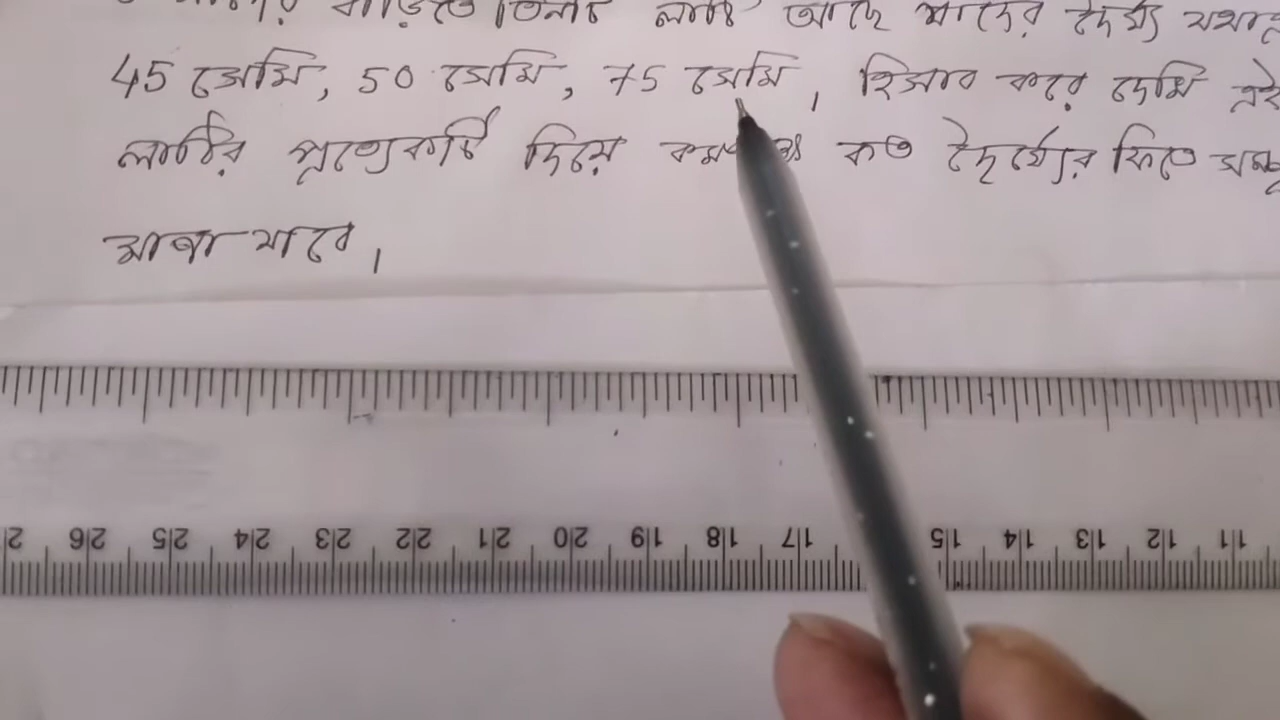 বাড়িতে তিনটি লাঠি আছে যাদের দৈর্ঘ্য
45 সেমি, 50 সেমি, 75 সেমি, হিসাব করে দেখি এই
লাঠির প্রত্যেকটি দিয়ে কত দৈর্ঘ্যের ফিতে
মাপা যাবে।
26 25 24 23 22 21 20 19 18 17 15 14 13 12 11